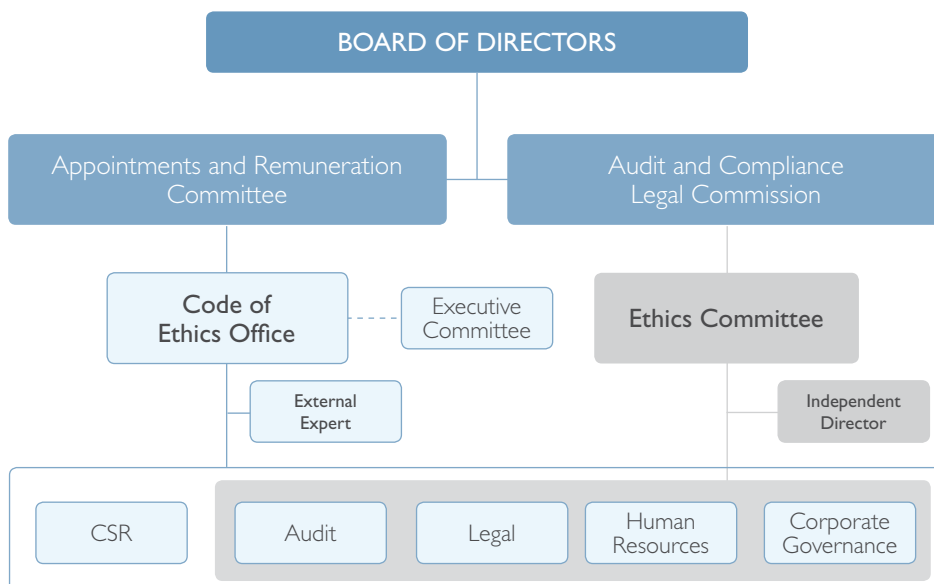 BOARD OF DIRECTORS
Appointments and Remuneration
Committee
Audit and Compliance
Legal Commission
Code of
Ethics Office
Executive
Committee
Ethics Committee
External
Expert
Independent
Director
CSR
Audit
Legal
Human
Resources
Corporate
Governance